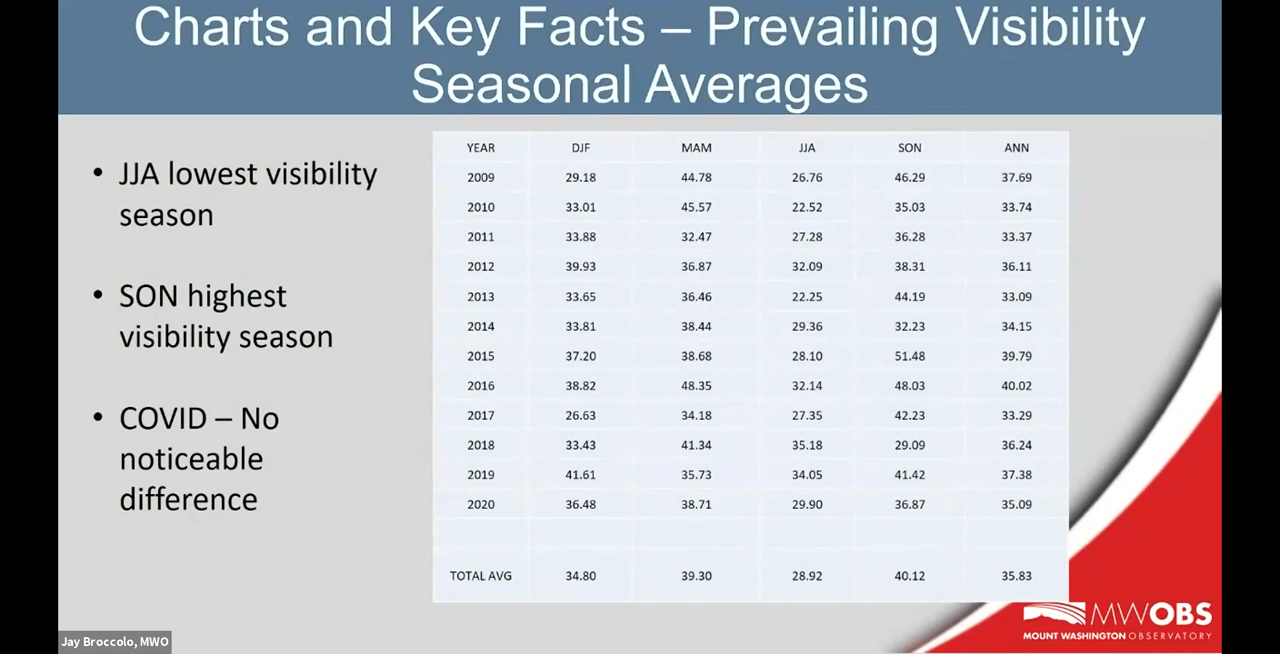 Charts and Key Facts – Prevailing Visibility
Seasonal Averages
• JJA lowest visibility
season
• SON highest
visibility season
• COVID – No
noticeable
difference
YEAR DJF MAM JJA SON ANN
2009 29.18 44.78 26.76 46.29 37.69
2010 33.01 45.57 22.52 35.03 33.74
2011 33.88 32.47 27.28 36.28 33.37
2012 39.93 36.87 32.09 38.31 36.11
2013 33.65 36.46 22.25 44.19 33.09
2014 33.81 38.44 29.36 32.23 34.15
2015 37.20 38.68 28.10 51.48 39.79
2016 38.82 48.35 32.14 48.03 40.02
2017 26.63 34.18 27.35 42.23 33.29
2018 33.43 41.34 35.18 29.09 36.24
2019 41.61 35.73 34.05 41.42 37.38
2020 36.48 38.71 29.90 36.87 35.09
TOTAL AVG 34.80 39.30 28.92 40.12 35.83
MWOBS
MOUNT WASHINGTON OBSERVATORY
Jay Broccolo, MWO